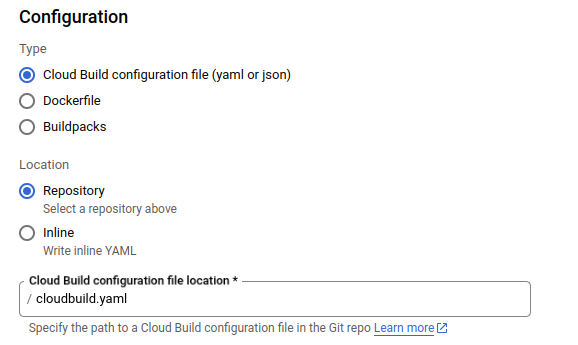 Configuration
Type
Cloud Build configuration file (yaml or json)
Dockerfile
Buildpacks
Location
Repository
Select a repository above
Inline
Write inline YAML
Cloud Build configuration file location *
/ cloudbuild.yaml
Specify the path to a Cloud Build configuration file in the Git repo Learn more